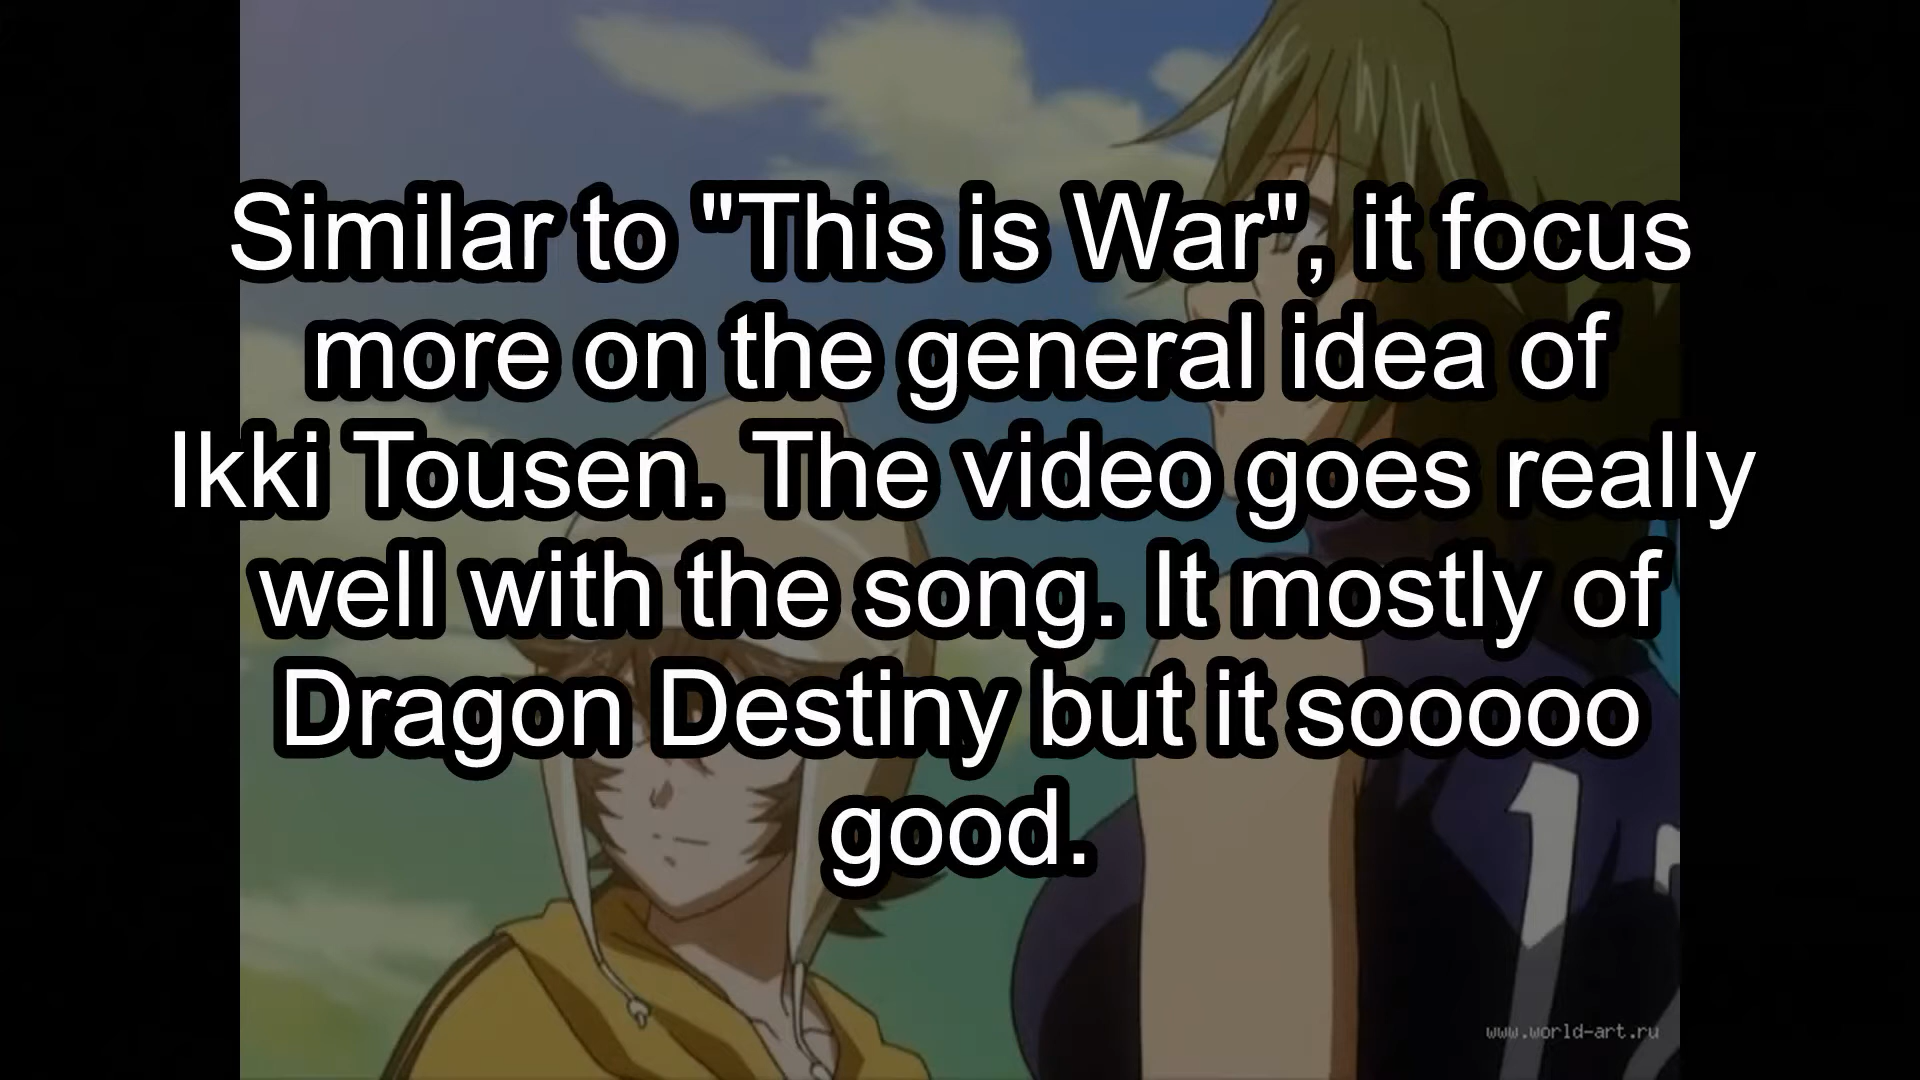 Similar to "This is War", it focus
more on the general idea of
Ikki Tousen. The video goes really
well with the song. It mostly of
Dragon Destiny but it sooooo
good.
1
www.world-art.ru